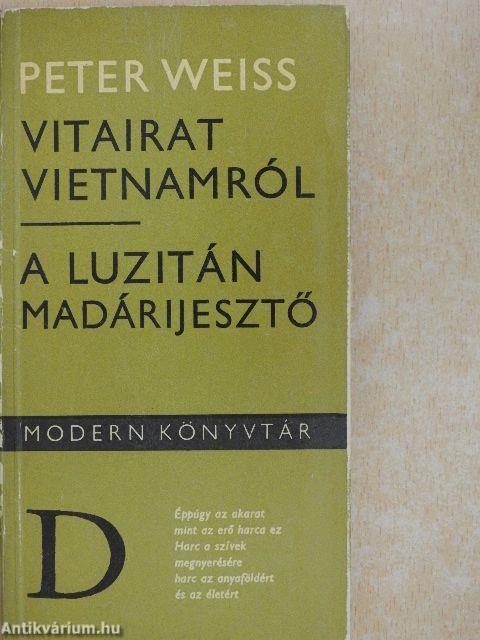 PETER WEISS
VITAIRAT
VIETNAMRÓL
A LUZITÁN
MADÁRIJESZTŐ
MODERN KÖNYVTÁR
D
Éppúgy az akarat
mint az erő harca ez
Harc a szívek
megnyerésére
harc az anyaföldért
és az életért
Antikvárium.hu